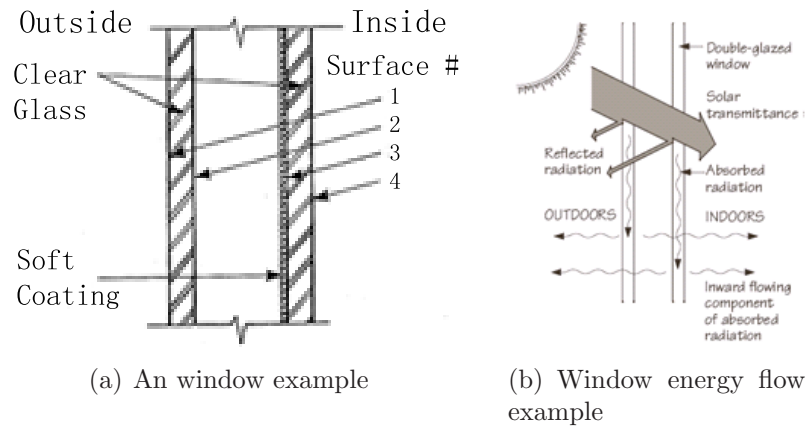 Outside
Inside
Clear
Glass
Surface #
1
2
3
4
Soft
Coating
(a) An window example
Double-glazed
window
Solar
transmittance
Reflected
radiation
Absorbed
radiation
OUTDOORS
INDOORS
Inward flowing
component
of absorbed
radiation
(b) Window energy flow
example